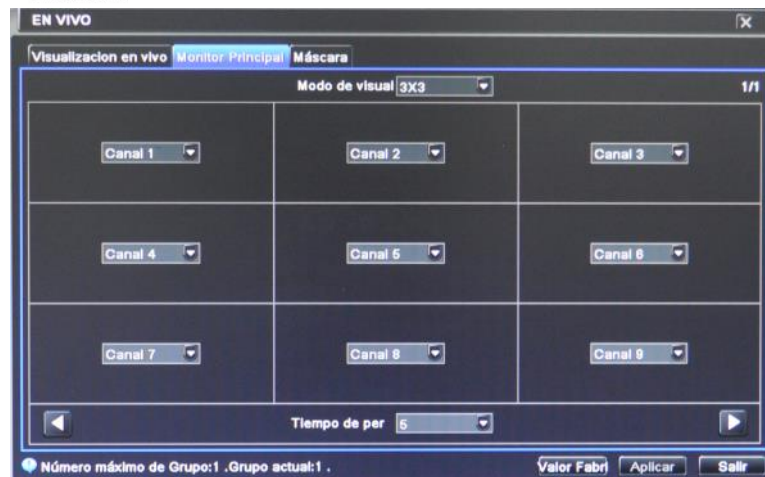 EN VIVO
Visualizacion en vivo Monitor Principal Máscara
Modo de visual 3X3 1/1
Canal 1 Canal 2 Canal 3
Canal 4 Canal 5 Canal 6
Canal 7 Canal 8 Canal 9
Tiempo de per 5
Número máximo de Grupo:1 .Grupo actual:1 . Valor Fabri Aplicar Salir